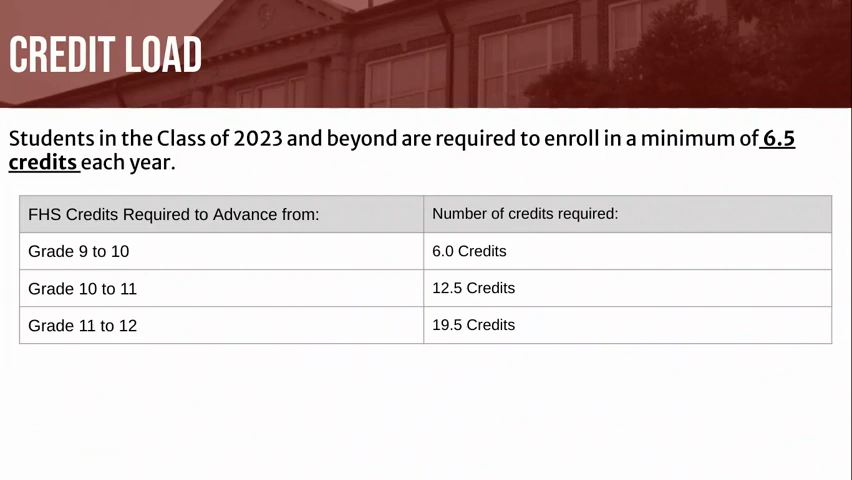 CREDIT LOAD
Students in the Class of 2023 and beyond are required to enroll in a minimum of 6.5
credits each year.
FHS Credits Required to Advance from: Number of credits required:
Grade 9 to 10 6.0 Credits
Grade 10 to 11 12.5 Credits
Grade 11 to 12 19.5 Credits